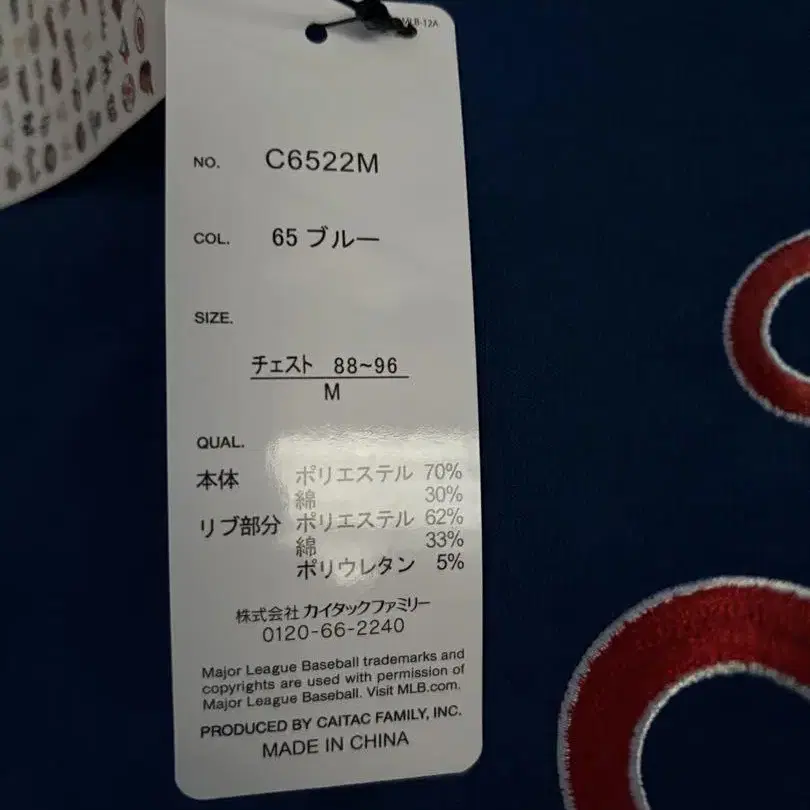 MLB-12A
NO. C6522M
COL. 65 ブルー
SIZE.
チェスト 88~96
M
QUAL.
本体 ポリエステル 70%
綿 30%
リブ部分 ポリエステル 62%
綿 33%
ポリウレタン 5%
株式会社 カイタックファミリー
0120-66-2240
Major League Baseball trademarks and
copyrights are used with permission of
Major League Baseball. Visit MLB.com.
PRODUCED BY CAITAC FAMILY, INC.
MADE IN CHINA